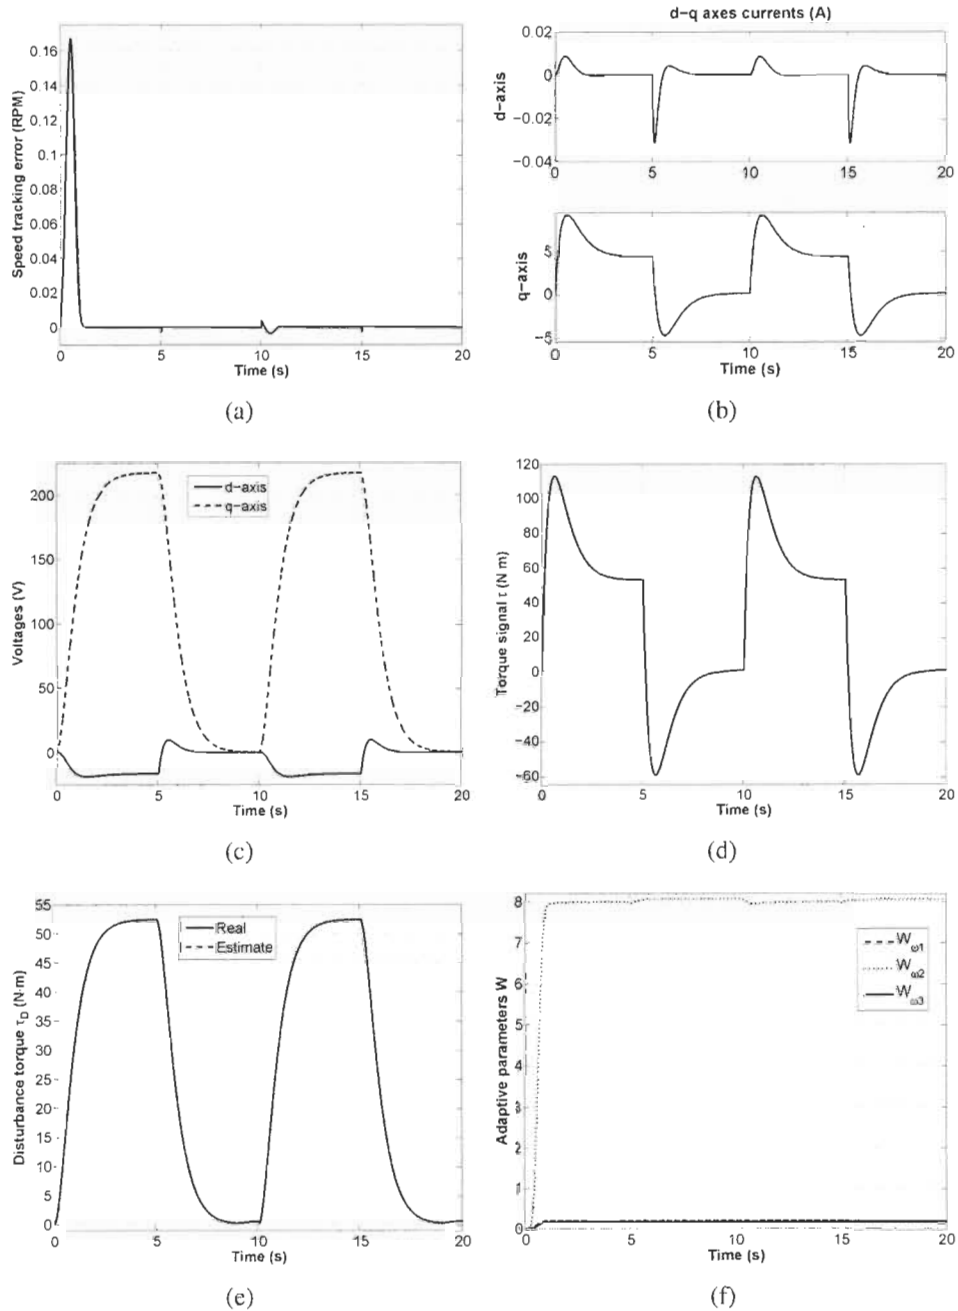 Speed tracking error (RPM)
0.16
0.14
0.12
0.1
0.08
0.06
0.04
0.02
0
0 5 10 15 20
Time (s)
(a)
d-q axes currents (A)
d-axis
0.02
0
-0.02
-0.04
0 5 10 15 20
q-axis
5
0
-5
0 5 10 15 20
Time (s)
(b)
Voltages (V)
200
150
100
50
0
d-axis
q-axis
0 5 10 15 20
Time (s)
(c)
Torque signal τ (N·m)
120
100
80
60
40
20
0
-20
-40
-60
0 5 10 15 20
Time (s)
(d)
Disturbance torque τD (N·m)
55
50
45
40
35
30
25
20
15
10
5
0
Real
Estimate
0 5 10 15 20
Time (s)
(e)
Adaptive parameters W
8
7
6
5
4
3
2
1
0
Wω1
Wω2
Wω3
0 5 10 15 20
Time (s)
(f)